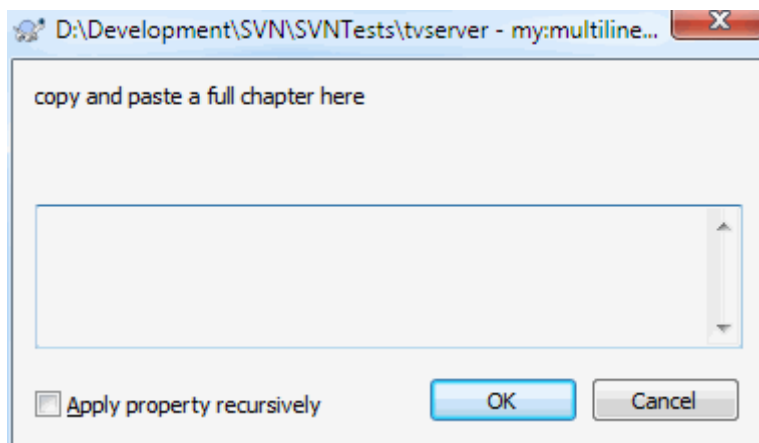 D:\Development\SVN\SVNTests\tvserver - my:multiline...
copy and paste a full chapter here
Apply property recursively
OK
Cancel